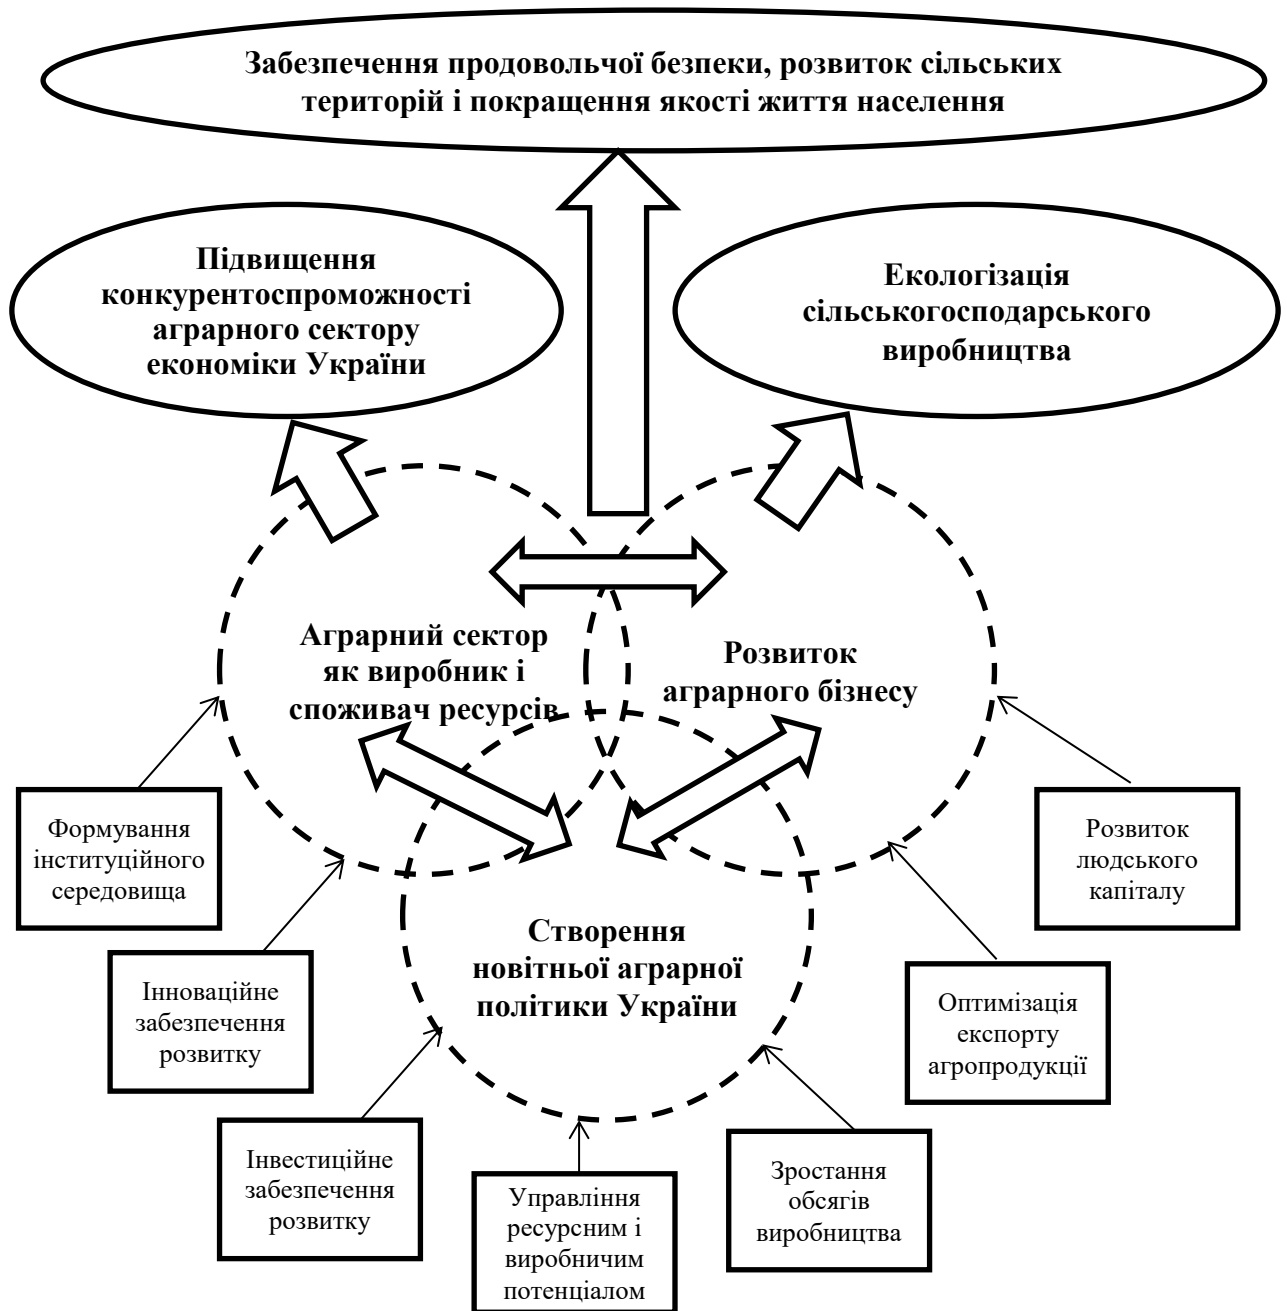 Забезпечення продовольчої безпеки, розвиток сільських
територій і покращення якості життя населення
Підвищення
конкурентоспроможності
аграрного сектору
економіки України
Екологізація
сільськогосподарського
виробництва
Аграрний сектор
як виробник і
споживач ресурсів
Розвиток
аграрного бізнесу
Створення
новітньої аграрної
політики України
Формування
інституційного
середовища
Інноваційне
забезпечення
розвитку
Інвестиційне
забезпечення
розвитку
Управління
ресурсним і
виробничим
потенціалом
Зростання
обсягів
виробництва
Оптимізація
експорту
агропродукції
Розвиток
людського
капіталу